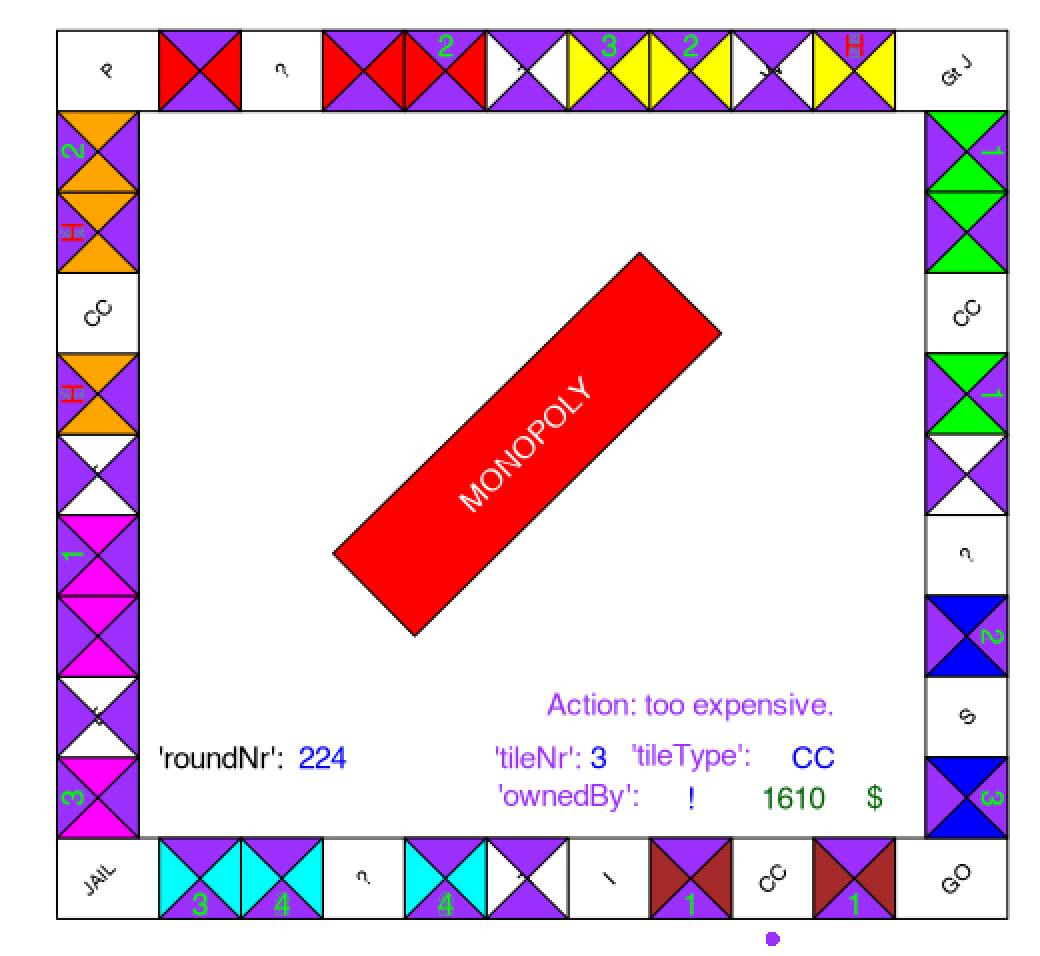 P ? 2 3 2 H Gt J
2 1
H
CC CC
H 1
MONOPOLY
1 ?
2
Action: too expensive.
S
'roundNr': 224 'tileNr': 3 'tileType': CC
3 'ownedBy': ! 1610 $ 3
JAIL 3 4 ? 4 I 1 CC 1 GO